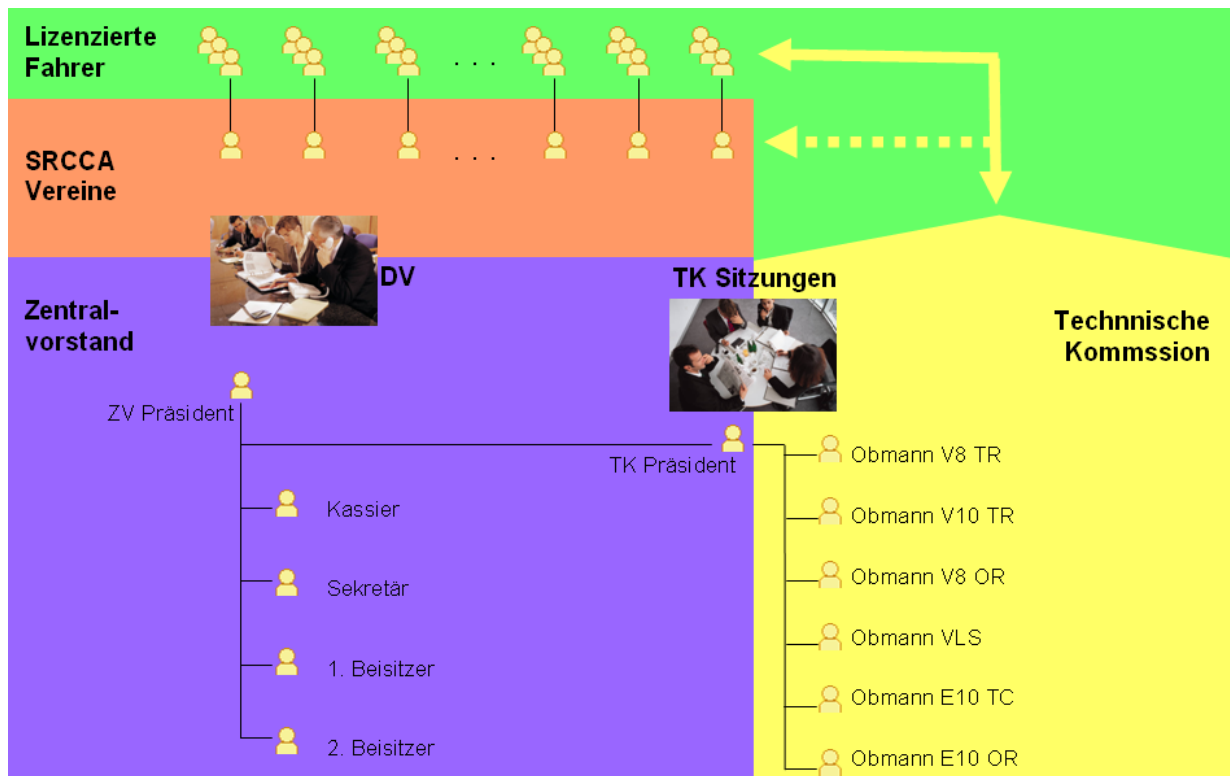 Lizenzierte
Fahrer
. . .
SRCCA
Vereine
. . .
DV
TK Sitzungen
Zentral-
vorstand
Technnische
Kommssion
ZV Präsident
TK Präsident
Kassier
Sekretär
1. Beisitzer
2. Beisitzer
Obmann V8 TR
Obmann V10 TR
Obmann V8 OR
Obmann VLS
Obmann E10 TC
Obmann E10 OR